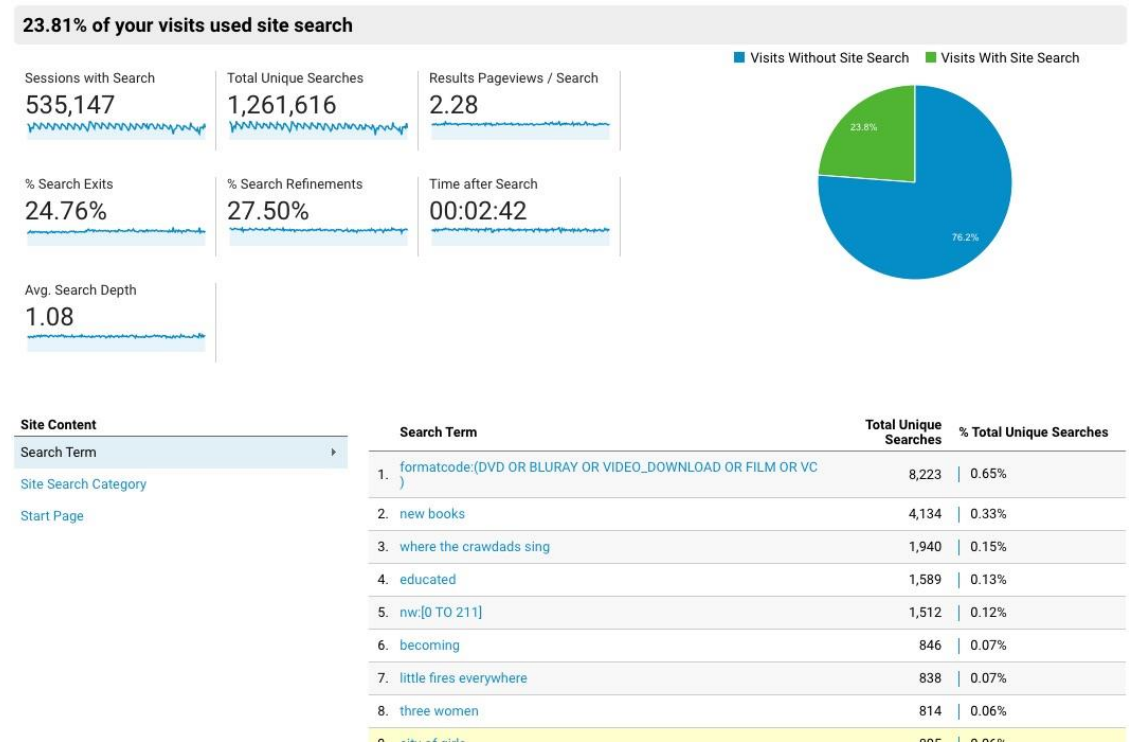 23.81% of your visits used site search
Visits Without Site Search Visits With Site Search
Sessions with Search Total Unique Searches Results Pageviews / Search
535,147 1,261,616 2.28
23.8%
76.2%
% Search Exits % Search Refinements Time after Search
24.76% 27.50% 00:02:42
Avg. Search Depth
1.08
Site Content
Search Term
Site Search Category
Start Page
Search Term Total Unique Searches % Total Unique Searches
1. formatcode:(DVD OR BLURAY OR VIDEO_DOWNLOAD OR FILM OR VC
) 8,223 0.65%
2. new books 4,134 0.33%
3. where the crawdads sing 1,940 0.15%
4. educated 1,589 0.13%
5. nw:[0 TO 211] 1,512 0.12%
6. becoming 846 0.07%
7. little fires everywhere 838 0.07%
8. three women 814 0.06%